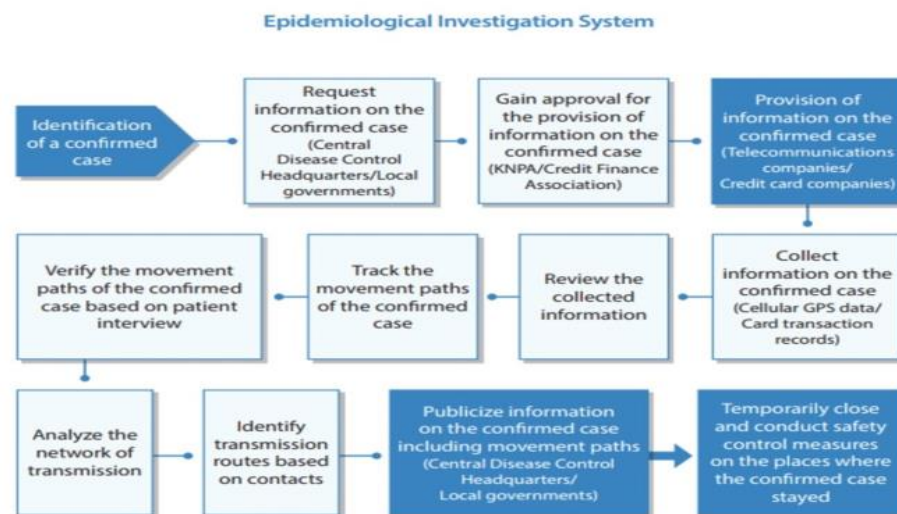 Epidemiological Investigation System
Identification
of a confirmed
case
Request
information on the
confirmed case
(Central
Disease Control
Headquarters/Local
governments)
Gain approval for
the provision of
information on the
confirmed case
(KNPA/Credit Finance
Association)
Provision of
information on the
confirmed case
(Telecommunications
companies/
Credit card companies)
Collect
information on the
confirmed case
(Cellular GPS data/
Card transaction
records)
Review the
collected
information
Track the
movement paths
of the confirmed
case
Verify the movement
paths of the confirmed
case based on patient
interview
Analyze the
network of
transmission
Identify
transmission
routes based
on contacts
Publicize information
on the confirmed case
including movement paths
(Central Disease Control
Headquarters/
Local governments)
Temporarily close
and conduct safety
control measures
on the places where
the confirmed case
stayed